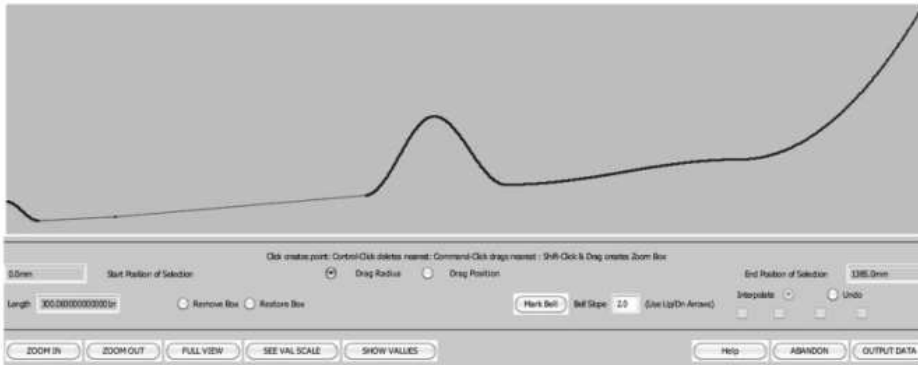 Click creates point: Control-Click deletes nearest: Command-Click drags nearest : Shift-Click & Drag creates Zoom Box
0.0mm Start Position of Selection Drag Radius Drag Position End Position of Selection 1385.0mm
Length Remove Box Restore Box Mark Bell Bell Slope 2.0 (Use Up/Dn Arrows) Interpolate Undo
ZOOM IN ZOOM OUT FULL VIEW SEE VAL SCALE SHOW VALUES Help ABANDON OUTPUT DATA